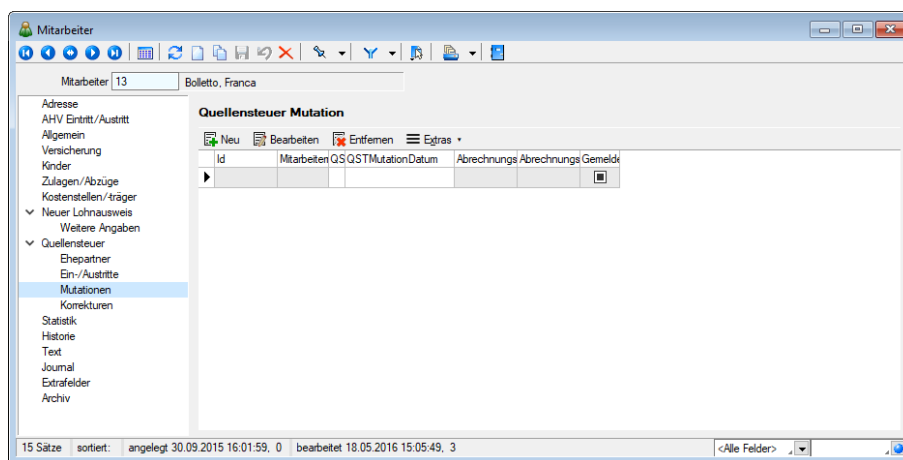 Mitarbeiter
Mitarbeiter 13 Bolletto, Franca
Adresse
AHV Eintritt/Austritt
Allgemein
Versicherung
Kinder
Zulagen/Abzüge
Kostenstellen/-träger
Neuer Lohnausweis
Weitere Angaben
Quellensteuer
Ehepartner
Ein-/Austritte
Mutationen
Korrekturen
Statistik
Historie
Text
Journal
Extrafelder
Archiv
Quellensteuer Mutation
Neu Bearbeiten Entfernen Extras
Id Mitarbeiter QS QSTMutationDatum Abrechnungs Abrechnungs Gemelde
15 Sätze sortiert: angelegt 30.09.2015 16:01:59, 0 bearbeitet 18.05.2016 15:05:49, 3 <Alle Felder>